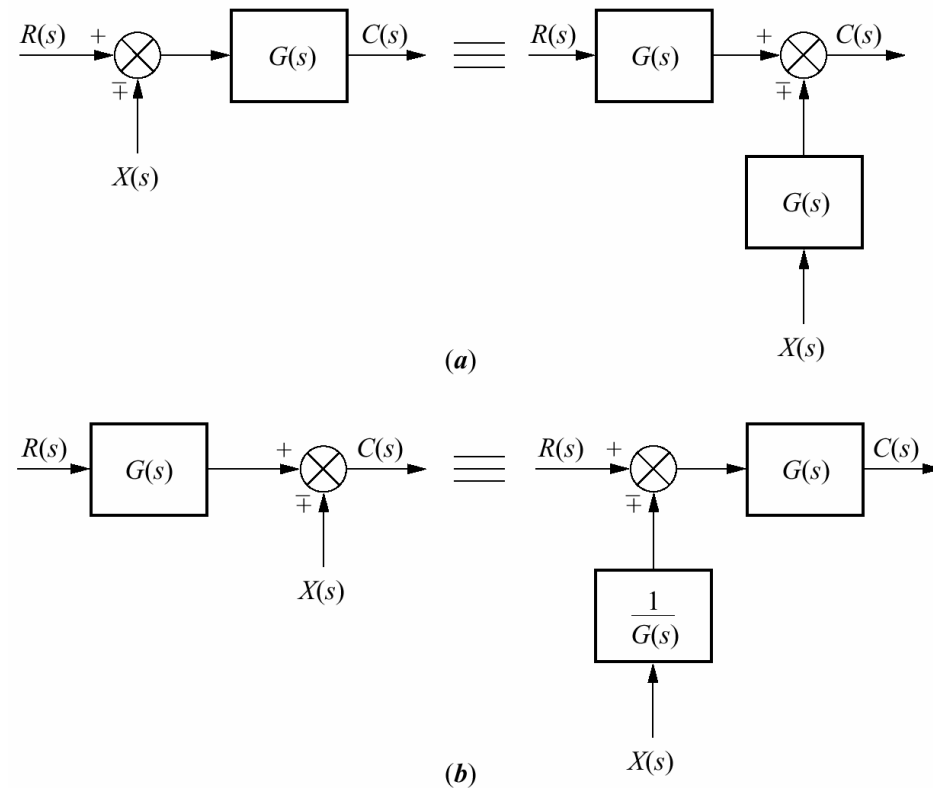 R(s) + G(s) C(s) R(s) G(s) + C(s)
∓ ∓
X(s) G(s)
X(s)
(a)
R(s) G(s) + C(s) R(s) + G(s) C(s)
∓ ∓
X(s) 1
G(s)
X(s)
(b)